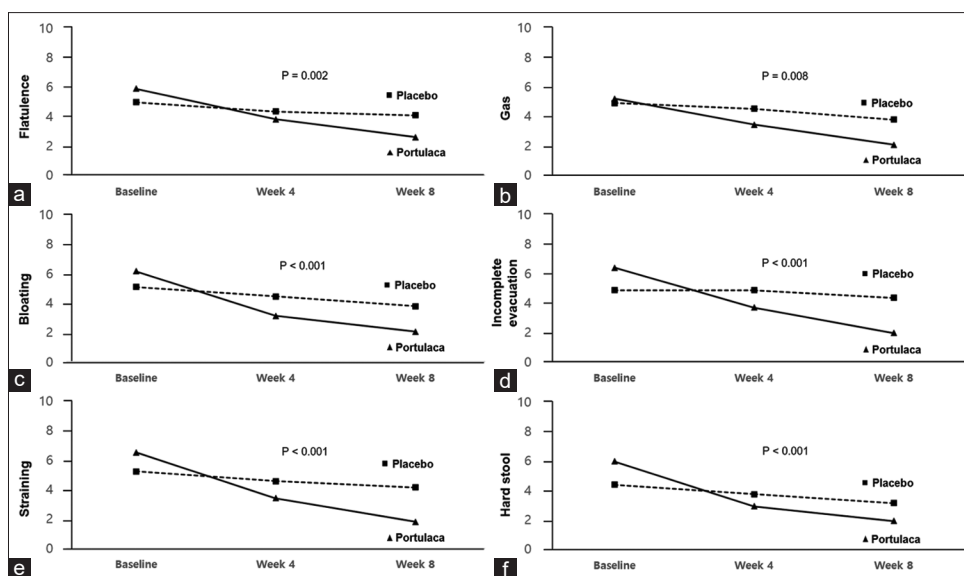 10
8
6
4
2
0
Flatulence
P = 0.002
■ Placebo
▲ Portulaca
Baseline
Week 4
Week 8
a
10
8
6
4
2
0
Gas
P = 0.008
■ Placebo
▲ Portulaca
Baseline
Week 4
Week 8
b
10
8
6
4
2
0
Bloating
P < 0.001
■ Placebo
▲ Portulaca
Baseline
Week 4
Week 8
c
10
8
6
4
2
0
Incomplete
evacuation
P < 0.001
■ Placebo
▲ Portulaca
Baseline
Week 4
Week 8
d
10
8
6
4
2
0
Straining
P < 0.001
■ Placebo
▲ Portulaca
Baseline
Week 4
Week 8
e
10
8
6
4
2
0
Hard stool
P < 0.001
■ Placebo
▲ Portulaca
Baseline
Week 4
Week 8
f